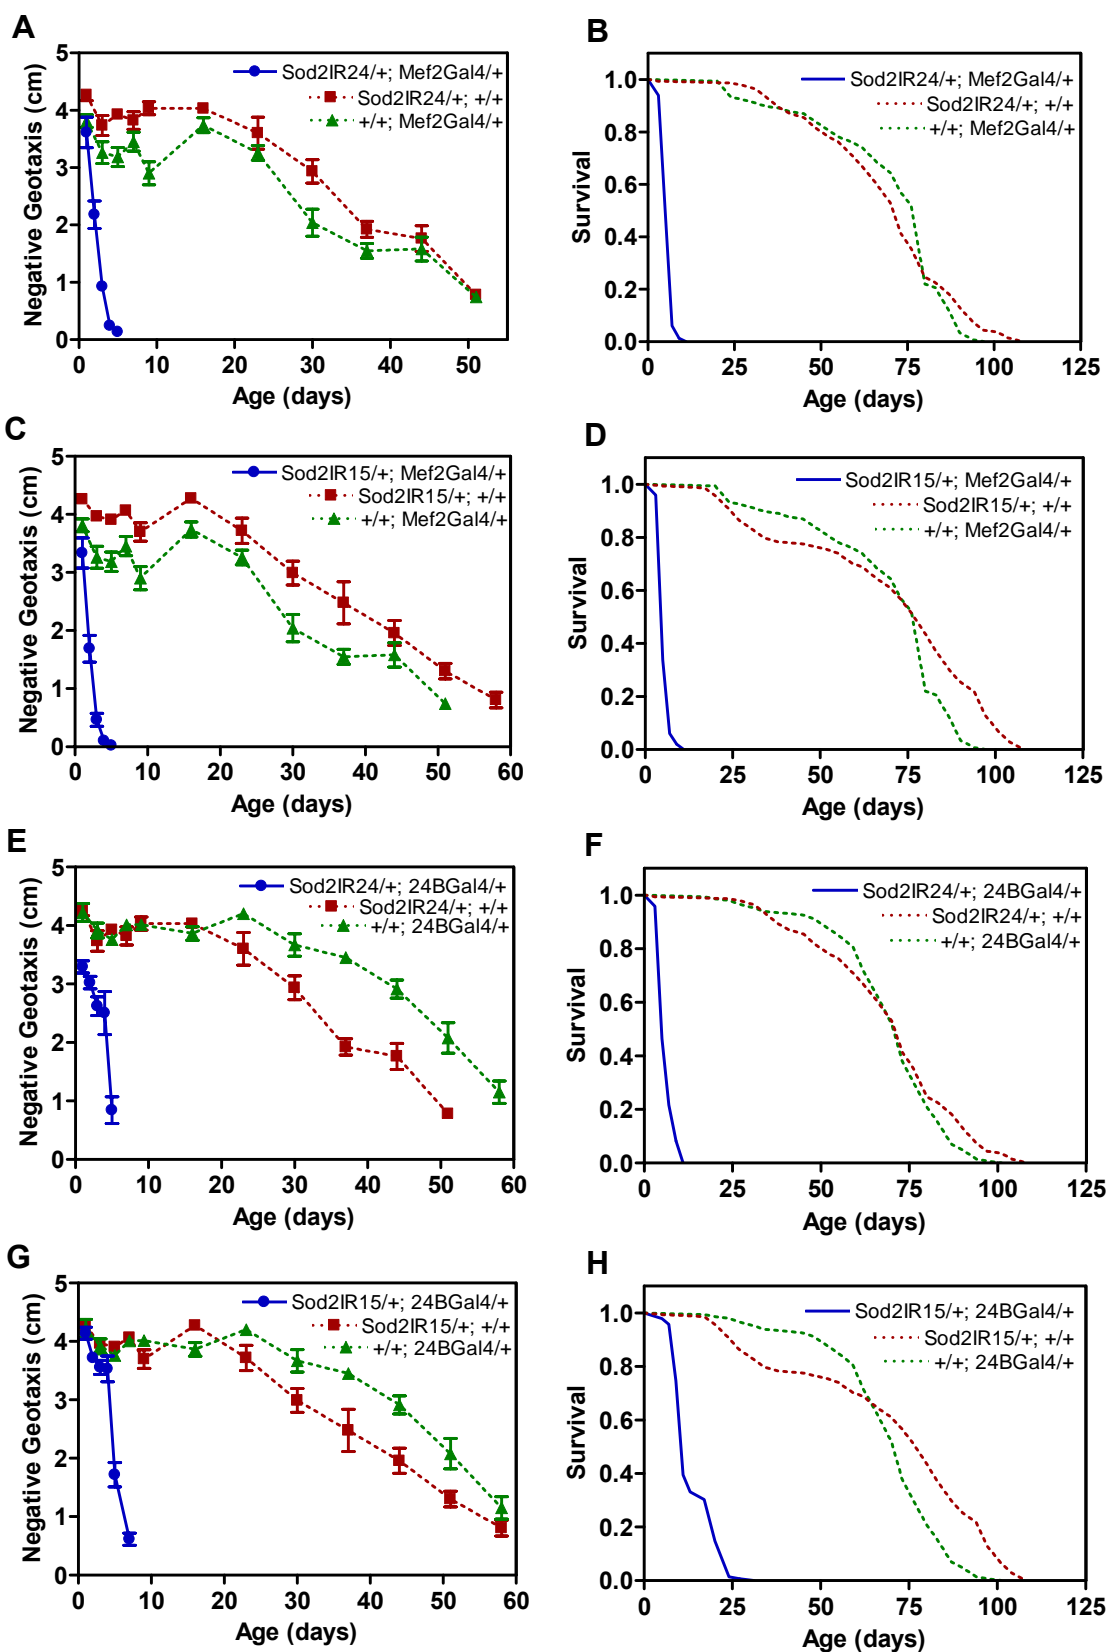 A
Negative Geotaxis (cm)
5
4
3
2
1
0
Sod2IR24/+; Mef2Gal4/+
Sod2IR24/+; +/+
+/+; Mef2Gal4/+
0 10 20 30 40 50
Age (days)
B
Survival
1.0
0.8
0.6
0.4
0.2
0.0
Sod2IR24/+; Mef2Gal4/+
Sod2IR24/+; +/+
+/+; Mef2Gal4/+
0 25 50 75 100 125
Age (days)
C
Negative Geotaxis (cm)
5
4
3
2
1
0
Sod2IR15/+; Mef2Gal4/+
Sod2IR15/+; +/+
+/+; Mef2Gal4/+
0 10 20 30 40 50 60
Age (days)
D
Survival
1.0
0.8
0.6
0.4
0.2
0.0
Sod2IR15/+; Mef2Gal4/+
Sod2IR15/+; +/+
+/+; Mef2Gal4/+
0 25 50 75 100 125
Age (days)
E
Negative Geotaxis (cm)
5
4
3
2
1
0
Sod2IR24/+; 24BGal4/+
Sod2IR24/+; +/+
+/+; 24BGal4/+
0 10 20 30 40 50 60
Age (days)
F
Survival
1.0
0.8
0.6
0.4
0.2
0.0
Sod2IR24/+; 24BGal4/+
Sod2IR24/+; +/+
+/+; 24BGal4/+
0 25 50 75 100 125
Age (days)
G
Negative Geotaxis (cm)
5
4
3
2
1
0
Sod2IR15/+; 24BGal4/+
Sod2IR15/+; +/+
+/+; 24BGal4/+
0 10 20 30 40 50 60
Age (days)
H
Survival
1.0
0.8
0.6
0.4
0.2
0.0
Sod2IR15/+; 24BGal4/+
Sod2IR15/+; +/+
+/+; 24BGal4/+
0 25 50 75 100 125
Age (days)